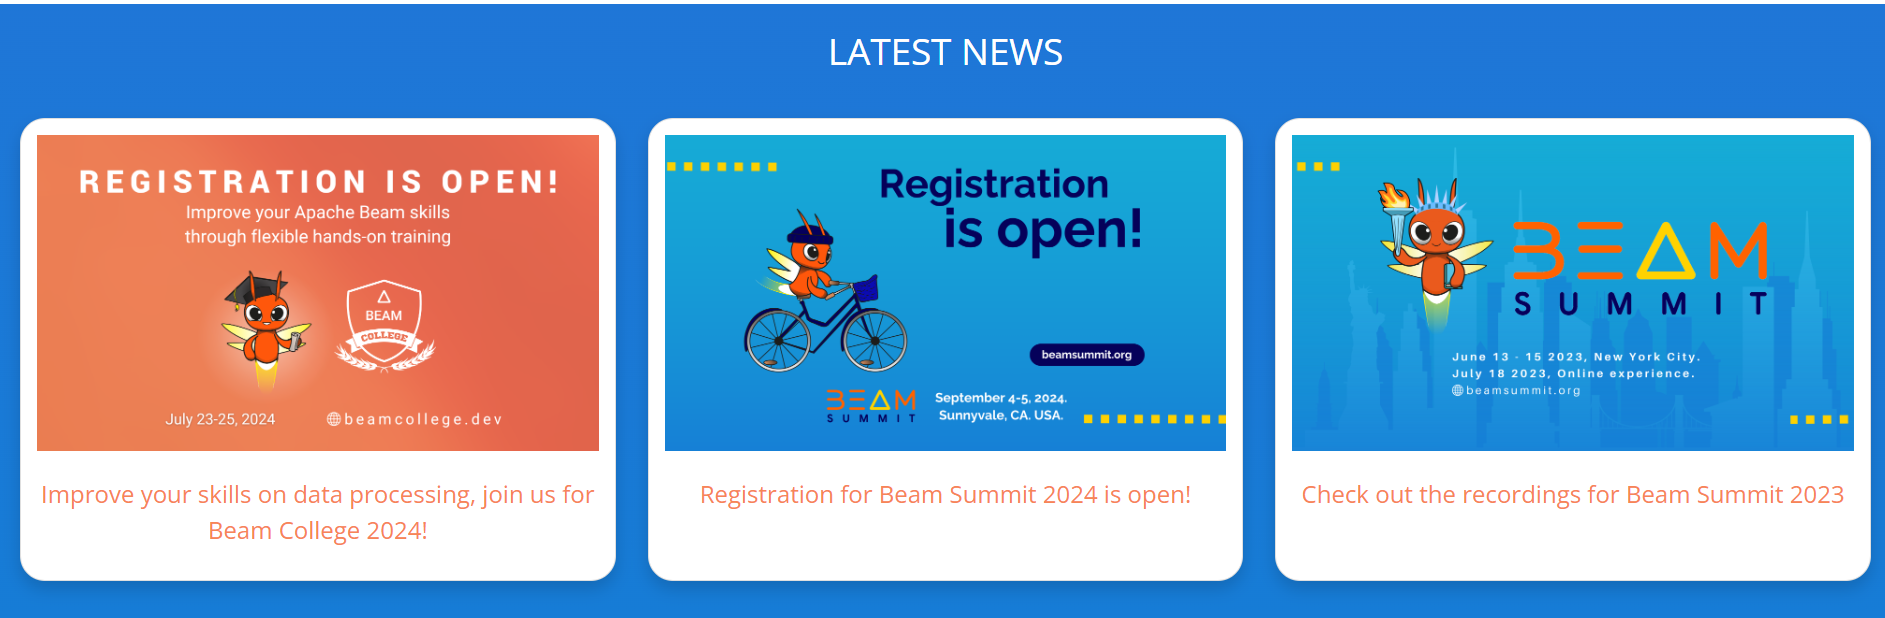 LATEST NEWS
REGISTRATION IS OPEN!
Improve your Apache Beam skills
through flexible hands-on training
BEAM
COLLEGE
July 23-25, 2024
beamcollege.dev
Improve your skills on data processing, join us for
Beam College 2024!
Registration
is open!
beamsummit.org
BEAM
SUMMIT
September 4-5, 2024.
Sunnyvale, CA. USA.
Registration for Beam Summit 2024 is open!
BEAM
SUMMIT
June 13 - 15 2023, New York City.
July 18 2023, Online experience.
beamsummit.org
Check out the recordings for Beam Summit 2023